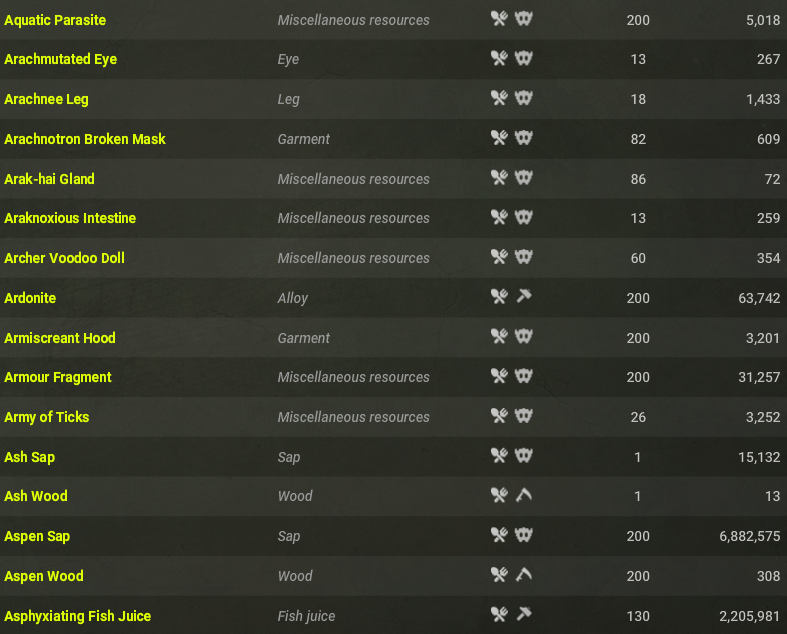 Aquatic Parasite Miscellaneous resources 200 5,018
Arachmutated Eye Eye 13 267
Arachnee Leg Leg 18 1,433
Arachnotron Broken Mask Garment 82 609
Arak-hai Gland Miscellaneous resources 86 72
Araknoxious Intestine Miscellaneous resources 13 259
Archer Voodoo Doll Miscellaneous resources 60 354
Ardonite Alloy 200 63,742
Armiscreant Hood Garment 200 3,201
Armour Fragment Miscellaneous resources 200 31,257
Army of Ticks Miscellaneous resources 26 3,252
Ash Sap Sap 1 15,132
Ash Wood Wood 1 13
Aspen Sap Sap 200 6,882,575
Aspen Wood Wood 200 308
Asphyxiating Fish Juice Fish juice 130 2,205,981